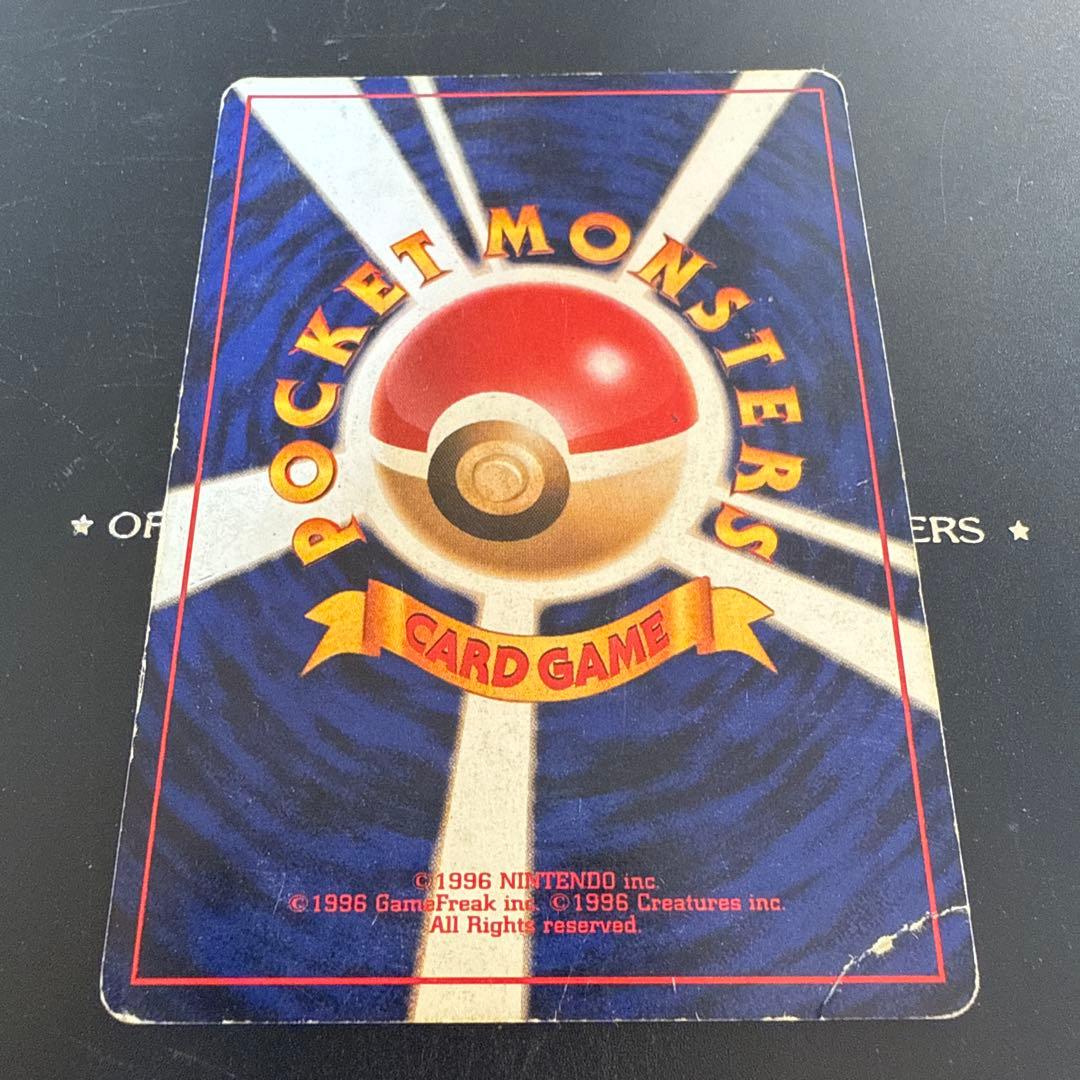 POCKET MONSTERS
CARD GAME
©1996 NINTENDO inc.
©1996 GameFreak inc. ©1996 Creatures inc.
All Rights reserved.